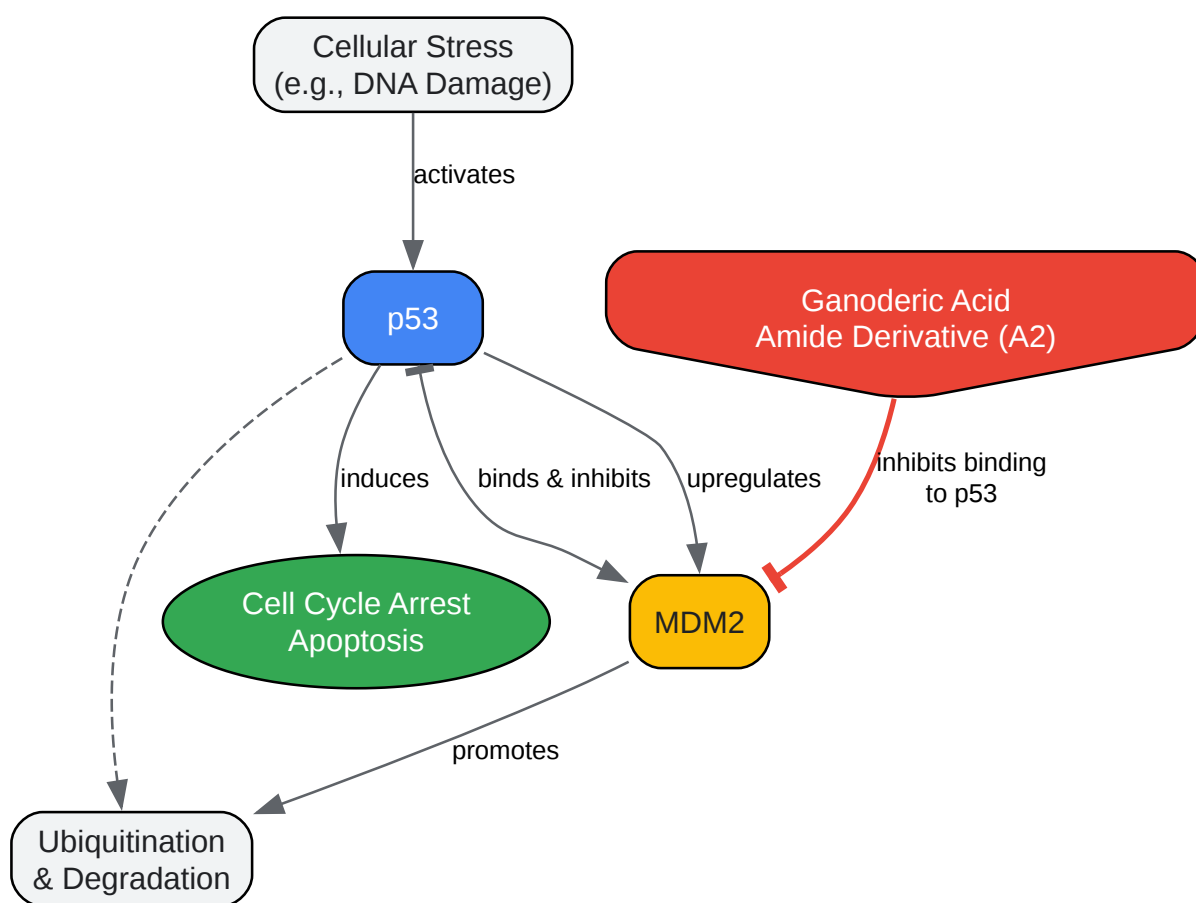 Cellular Stress
(e.g., DNA Damage)
activates
p53
Ganoderic Acid
Amide Derivative (A2)
induces
binds & inhibits
upregulates
inhibits binding
to p53
Cell Cycle Arrest
Apoptosis
MDM2
promotes
Ubiquitination
& Degradation